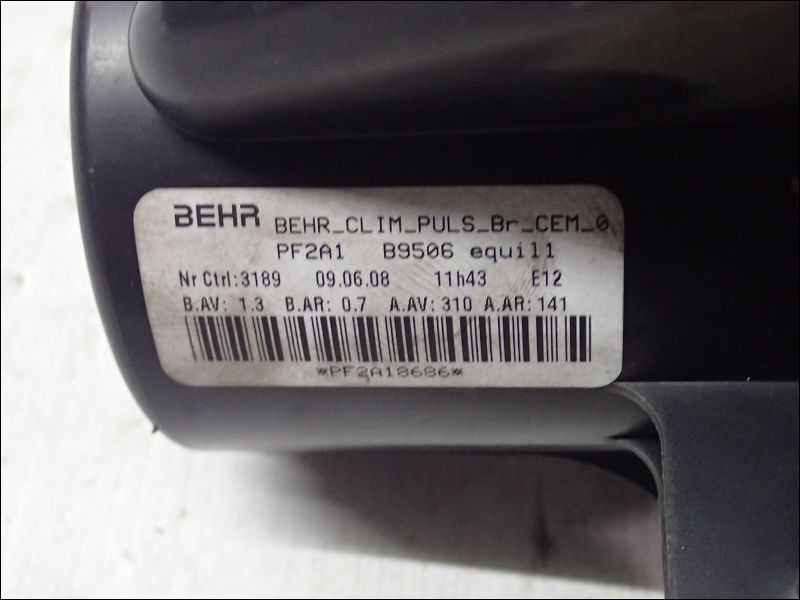 BEHR BEHR_CLIM_PULS_Br_CEM_0
PF2A1 B9506 equil1
Nr Ctrl:3189 09.06.08 11h43 E12
B.AV: 1.3 B.AR: 0.7 A.AV: 310 A.AR: 141
*PF2A18686*